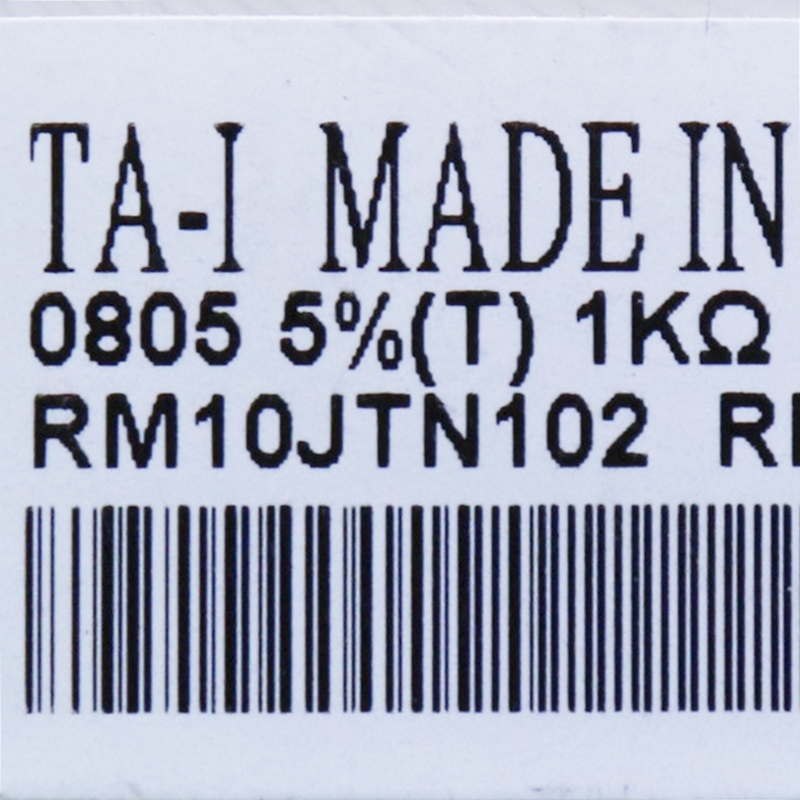 TA-I MADE IN
0805 5%(T) 1KΩ
RM10JTN102